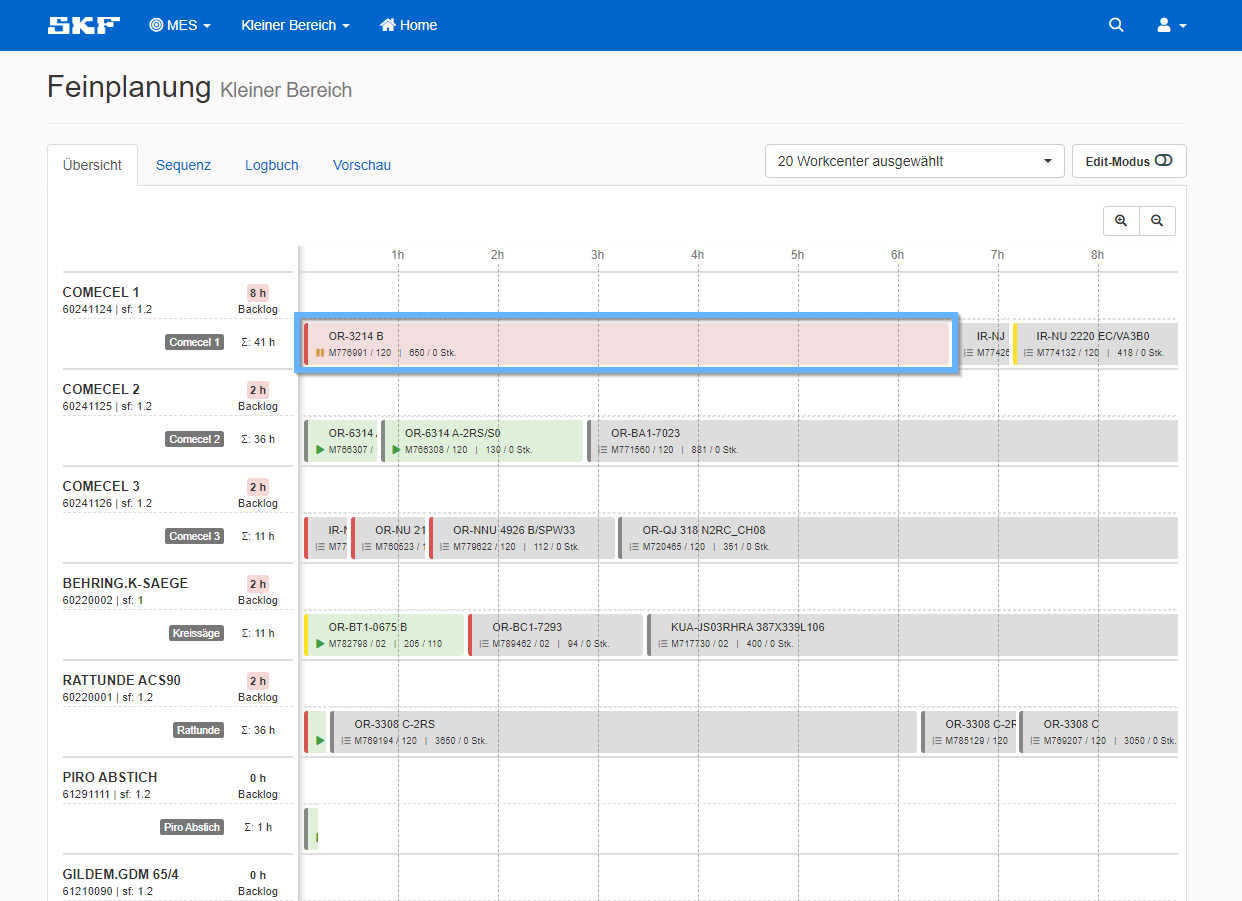 SKF MES Kleiner Bereich Home
Feinplanung Kleiner Bereich
Übersicht Sequenz Logbuch Vorschau 20 Workcenter ausgewählt Edit-Modus
1h 2h 3h 4h 5h 6h 7h 8h
COMECEL 1 8 h
60241124 | sf: 1.2 Backlog
Comecel 1 Σ: 41 h
OR-3214 B
M776991 / 120 | 650 / 0 Stk.
IR-NJ
M77426
IR-NU 2220 EC/VA3B0
M774132 / 120 | 418 / 0 Stk.
COMECEL 2 2 h
60241125 | sf: 1.2 Backlog
Comecel 2 Σ: 36 h
OR-6314
M766307 /
OR-6314 A-2RS/S0
M766308 / 120 | 130 / 0 Stk.
OR-BA1-7023
M771560 / 120 | 881 / 0 Stk.
COMECEL 3 2 h
60241126 | sf: 1.2 Backlog
Comecel 3 Σ: 11 h
IR-N
M77
OR-NU 21
M760523 / 1
OR-NNU 4926 B/SPW33
M779622 / 120 | 112 / 0 Stk.
OR-QJ 318 N2RC_CH08
M720465 / 120 | 351 / 0 Stk.
BEHRING.K-SAEGE 2 h
60220002 | sf: 1 Backlog
Kreissäge Σ: 11 h
OR-BT1-0675 B
M782798 / 02 | 205 / 110
OR-BC1-7293
M789462 / 02 | 94 / 0 Stk.
KUA-JS03RHRA 387X339L106
M717730 / 02 | 400 / 0 Stk.
RATTUNDE ACS90 2 h
60220001 | sf: 1.2 Backlog
Rattunde Σ: 36 h
OR-3308 C-2RS
M769194 / 120 | 3650 / 0 Stk.
OR-3308 C-2R
M785129 / 120
OR-3308 C
M769207 / 120 | 3050 / 0 Stk.
PIRO ABSTICH 0 h
61291111 | sf: 1.2 Backlog
Piro Abstich Σ: 1 h
GILDEM.GDM 65/4 0 h
61210090 | sf: 1.2 Backlog